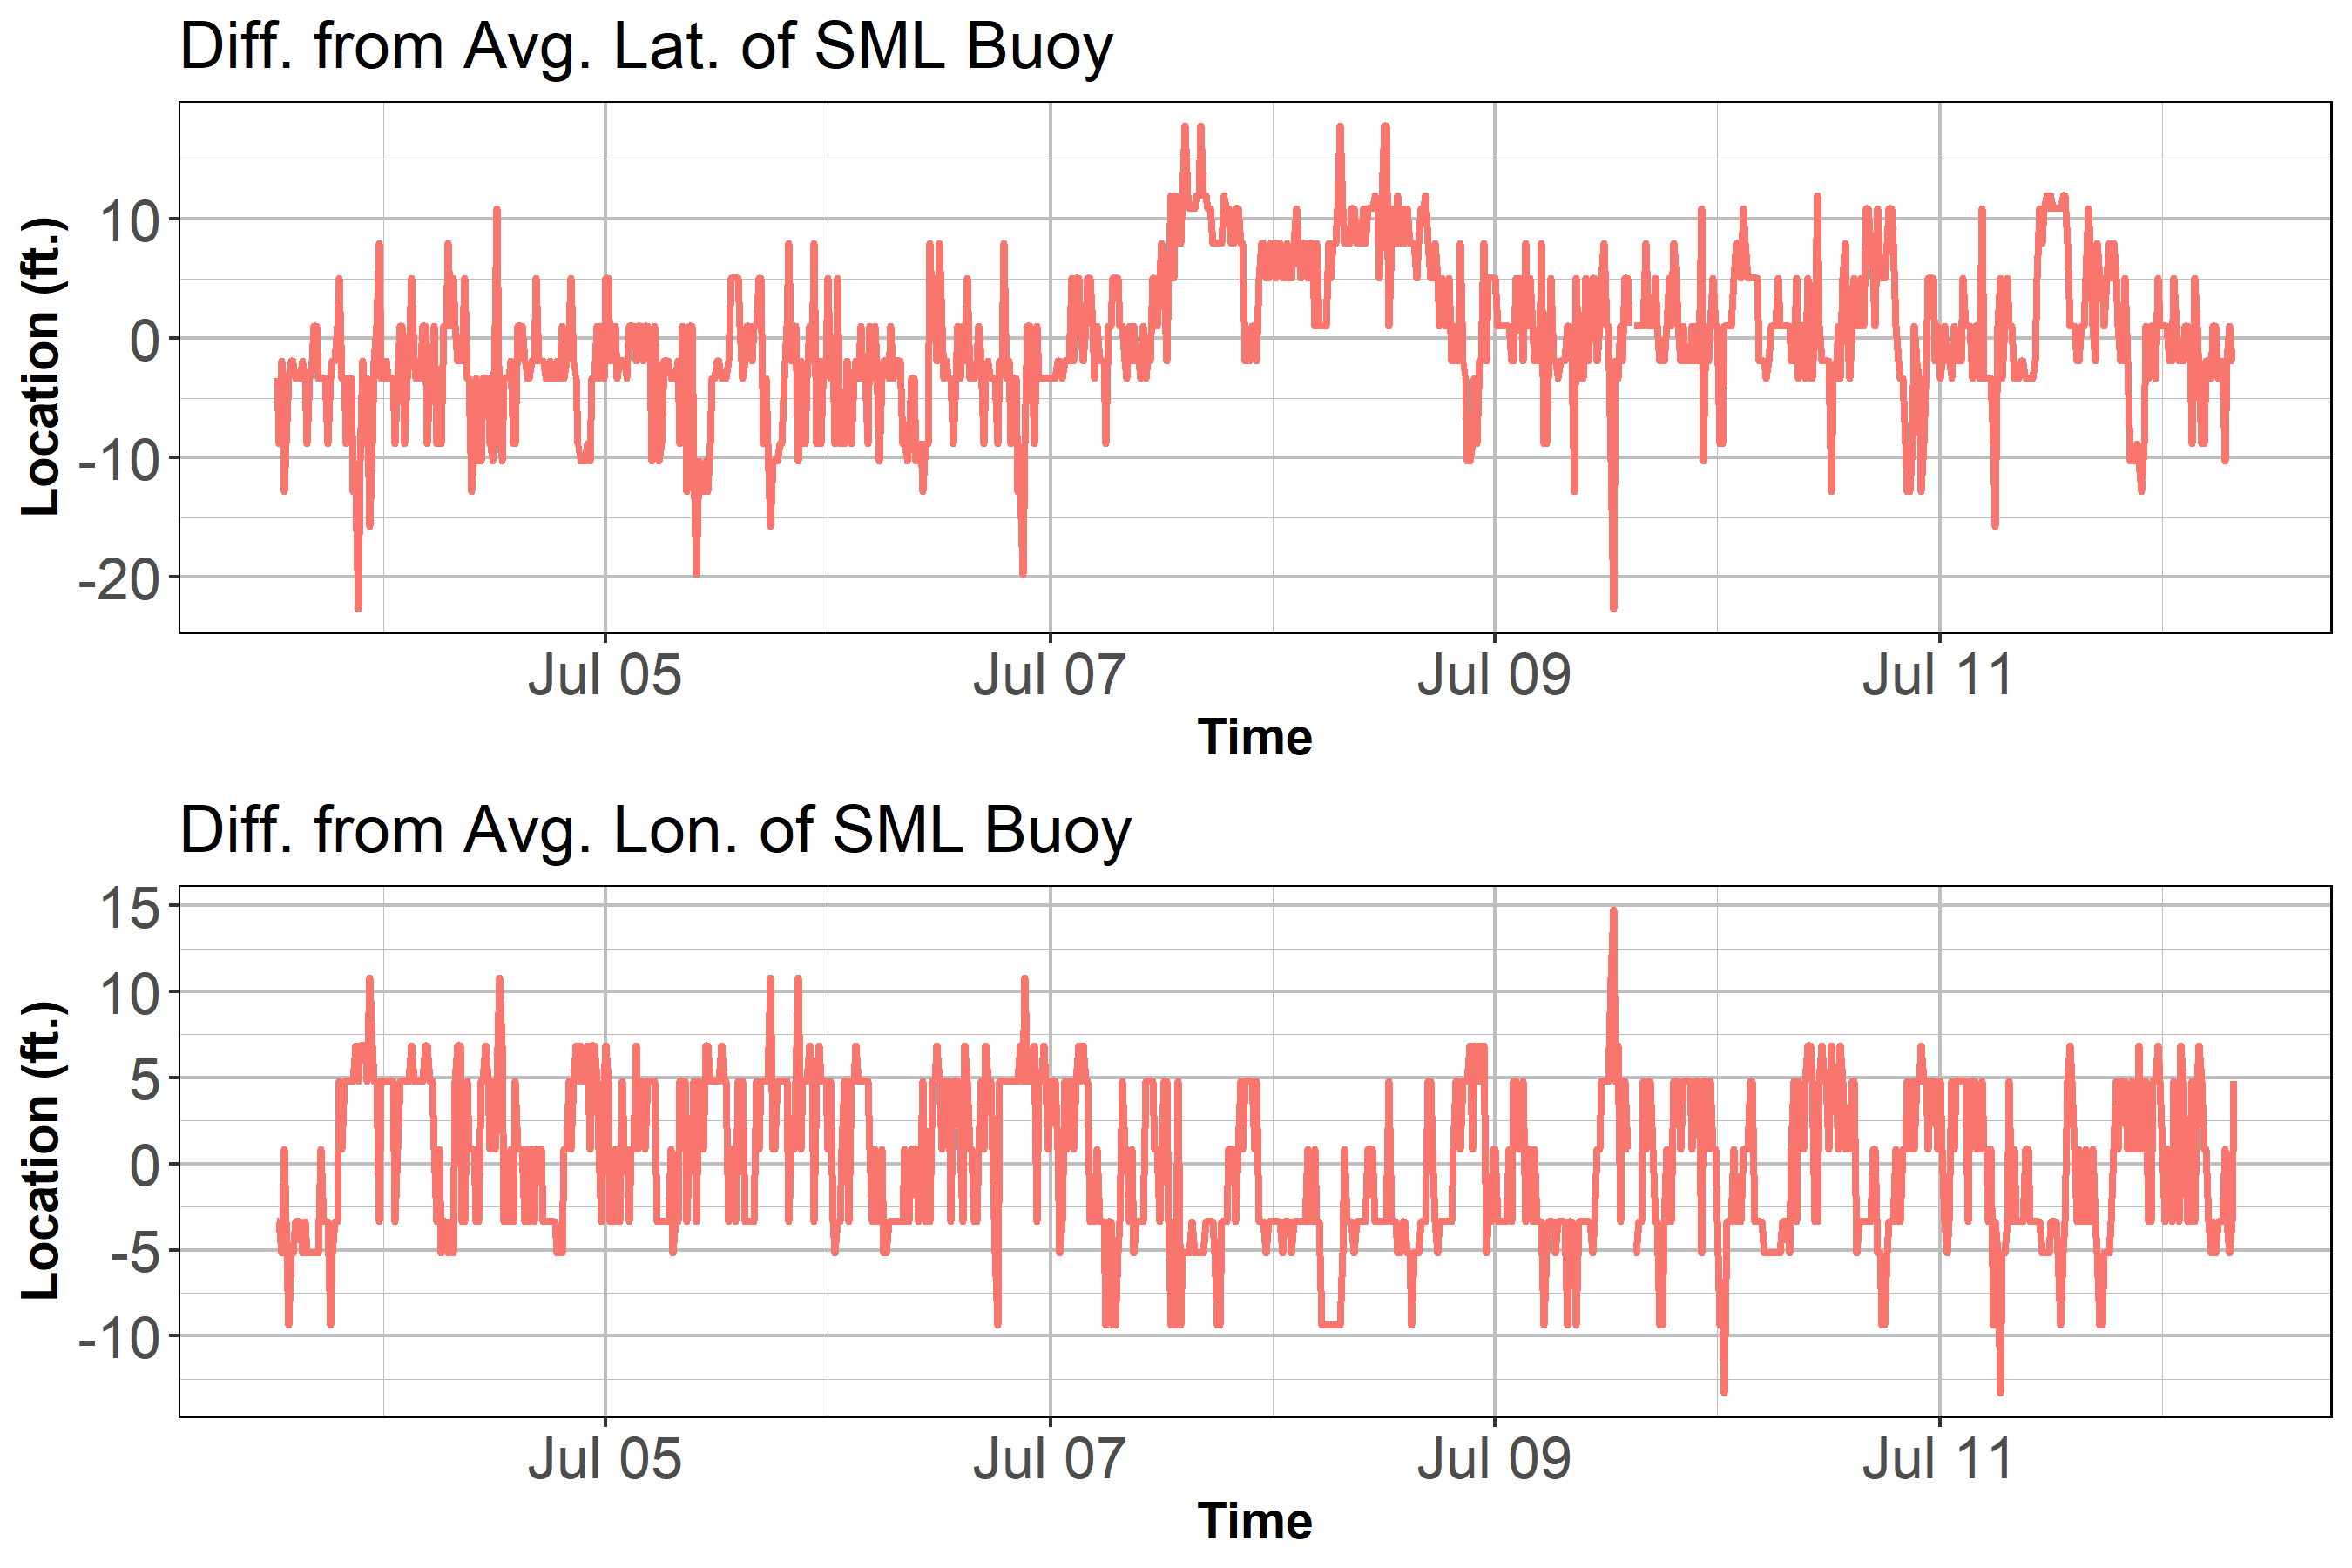 Diff. from Avg. Lat. of SML Buoy
Location (ft.)
10
0
-10
-20
Jul 05 Jul 07 Jul 09 Jul 11
Time
Diff. from Avg. Lon. of SML Buoy
Location (ft.)
15
10
5
0
-5
-10
Jul 05 Jul 07 Jul 09 Jul 11
Time